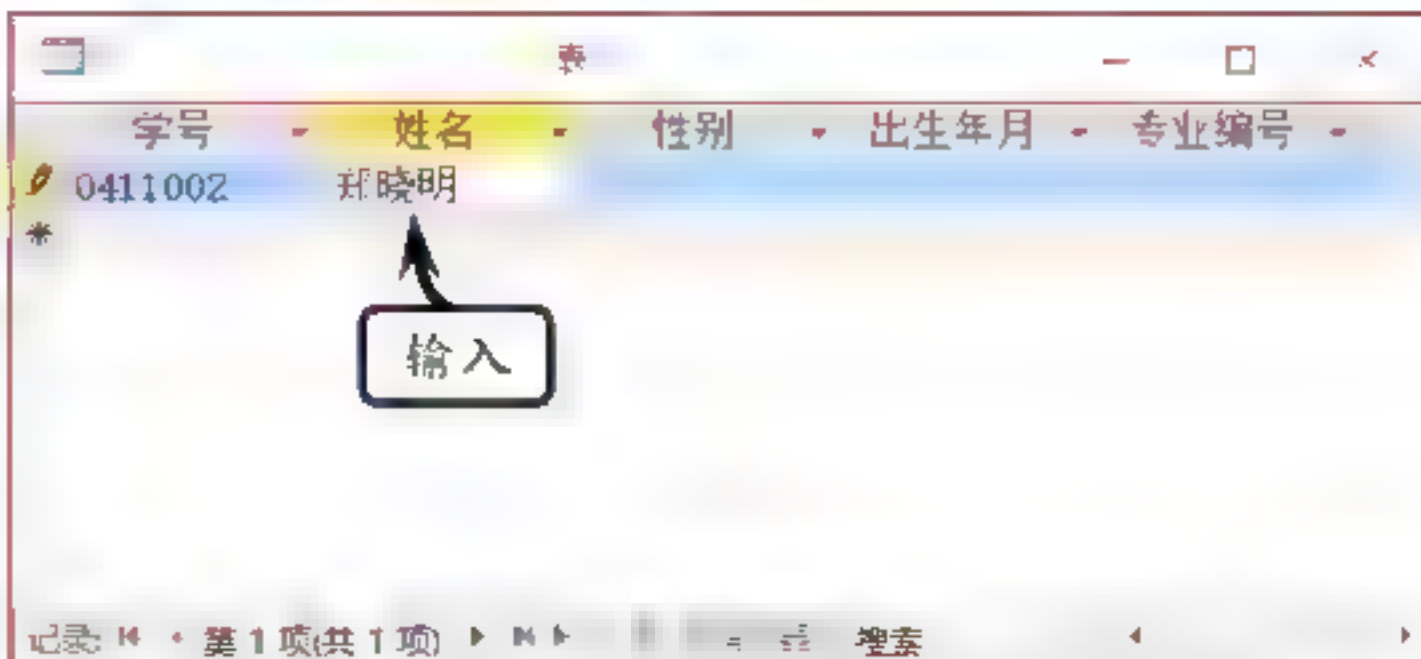 表
学号 姓名 性别 出生年月 专业编号
0411002 郑晓明
*
输入
记录: 第 1 项(共 1 项) 搜索